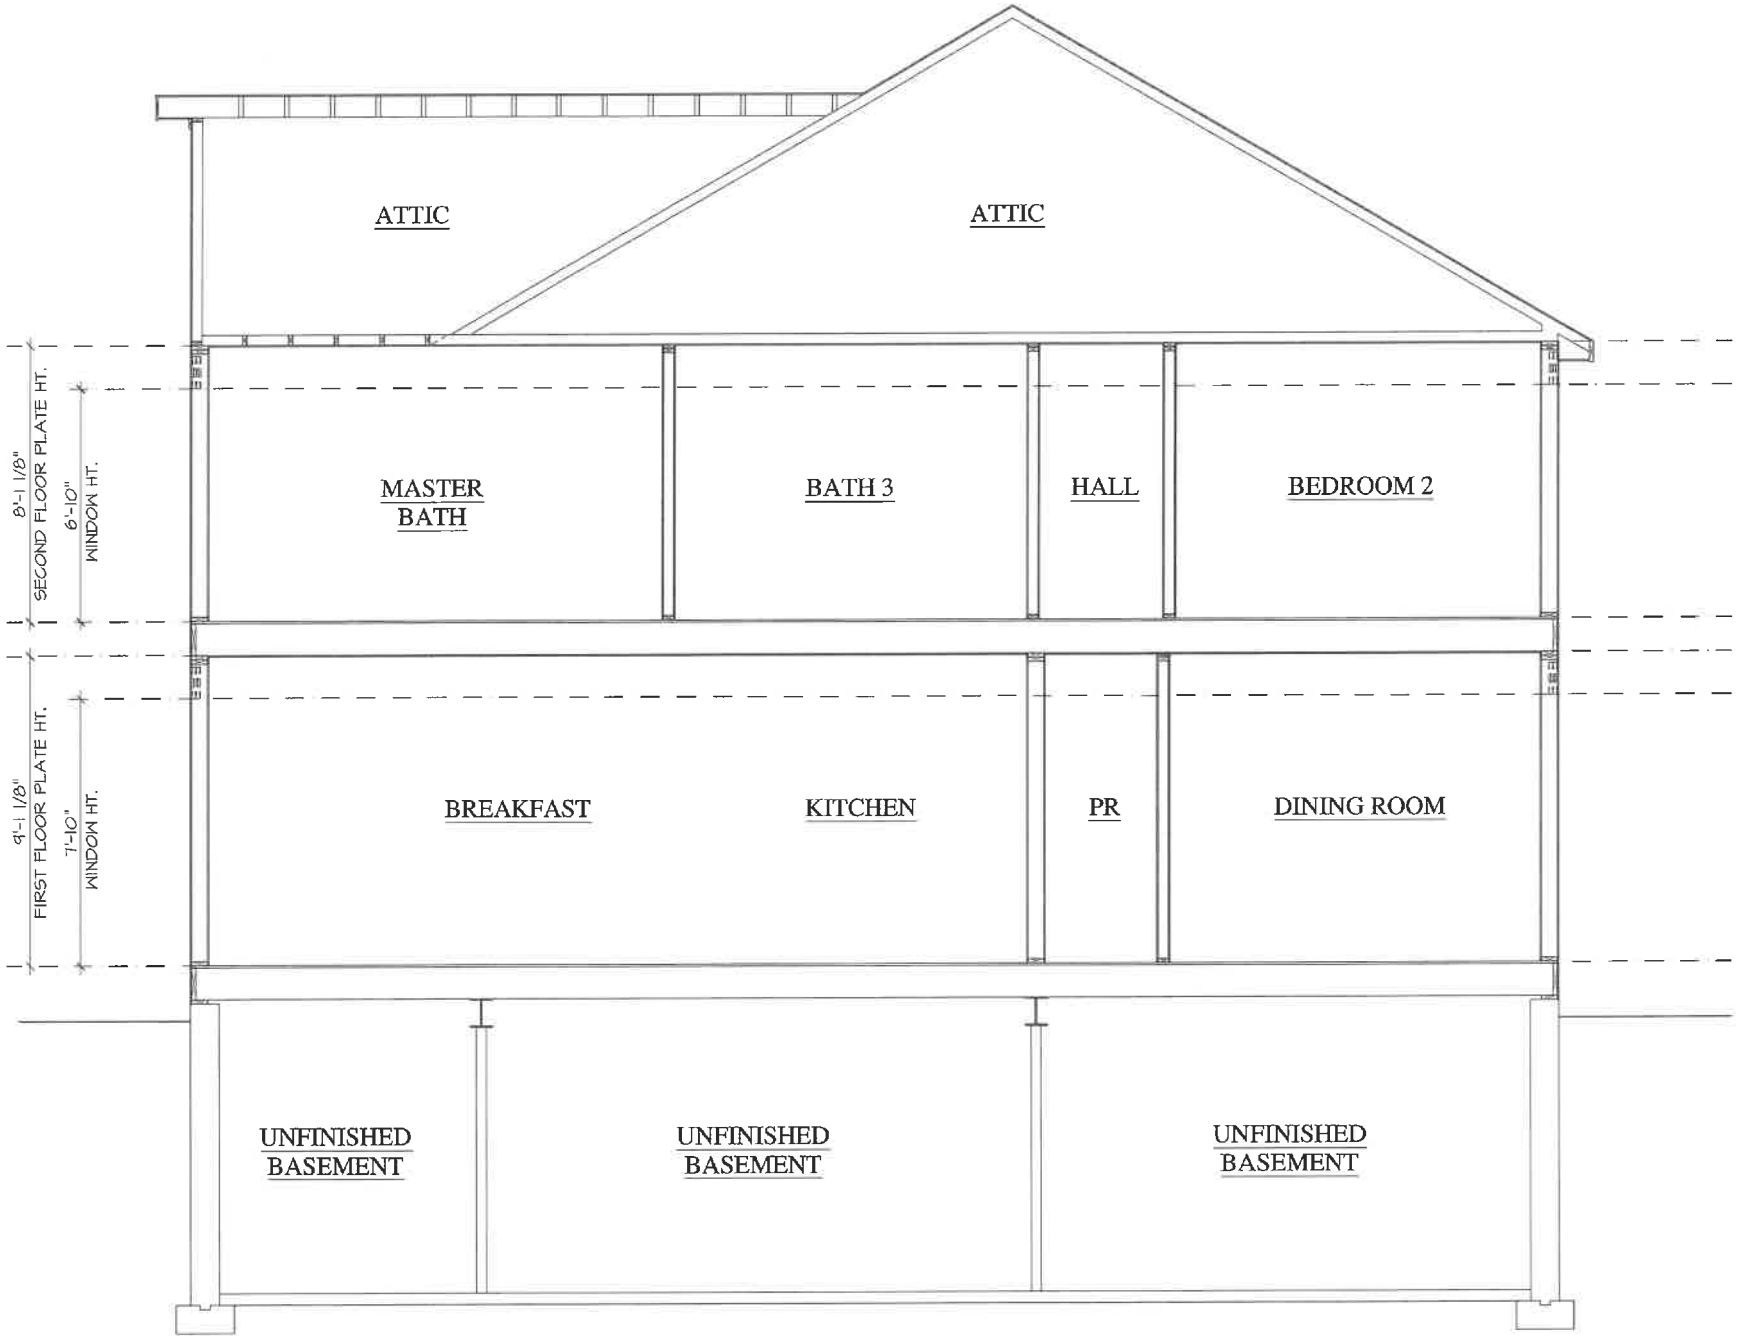 ATTIC
ATTIC
8'-1 1/8"
SECOND FLOOR PLATE HT.
6'-10"
WINDOW HT.
MASTER
BATH
BATH 3
HALL
BEDROOM 2
9'-1 1/8"
FIRST FLOOR PLATE HT.
7'-10"
WINDOW HT.
BREAKFAST
KITCHEN
PR
DINING ROOM
UNFINISHED
BASEMENT
UNFINISHED
BASEMENT
UNFINISHED
BASEMENT